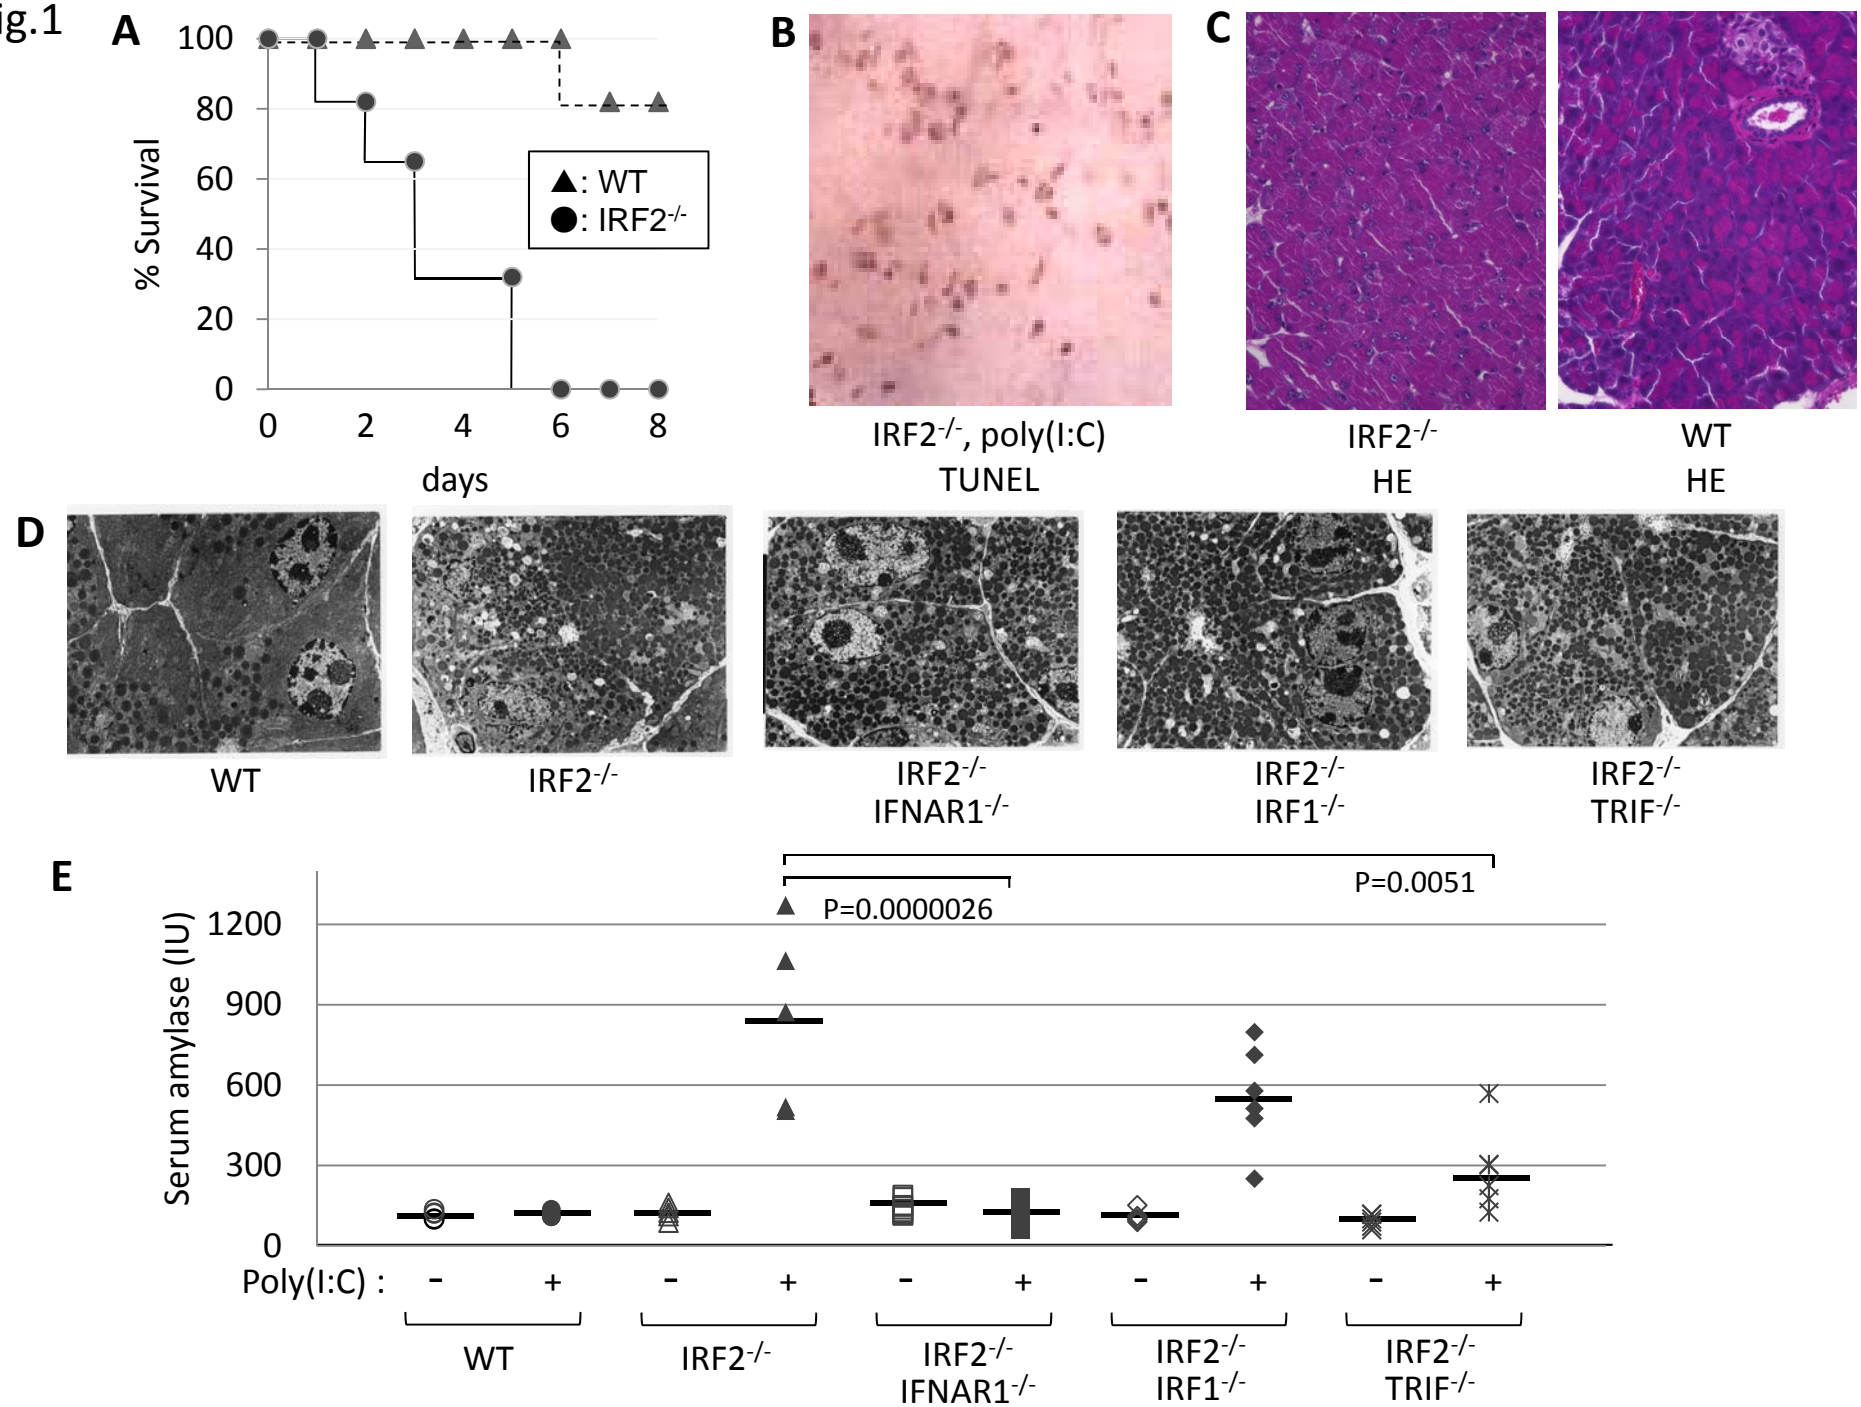 ig.1
A
100
80
60
40
20
0
% Survival
▲: WT
●: IRF2-/-
0 2 4 6 8
days
B
IRF2-/-, poly(I:C)
TUNEL
C
IRF2-/-
HE
WT
HE
D
WT
IRF2-/-
IRF2-/-
IFNAR1-/-
IRF2-/-
IRF1-/-
IRF2-/-
TRIF-/-
E
P=0.0051
P=0.0000026
Serum amylase (IU)
1200
900
600
300
0
Poly(I:C) : - + - + - + - + - +
WT
IRF2-/-
IRF2-/-
IFNAR1-/-
IRF2-/-
IRF1-/-
IRF2-/-
TRIF-/-